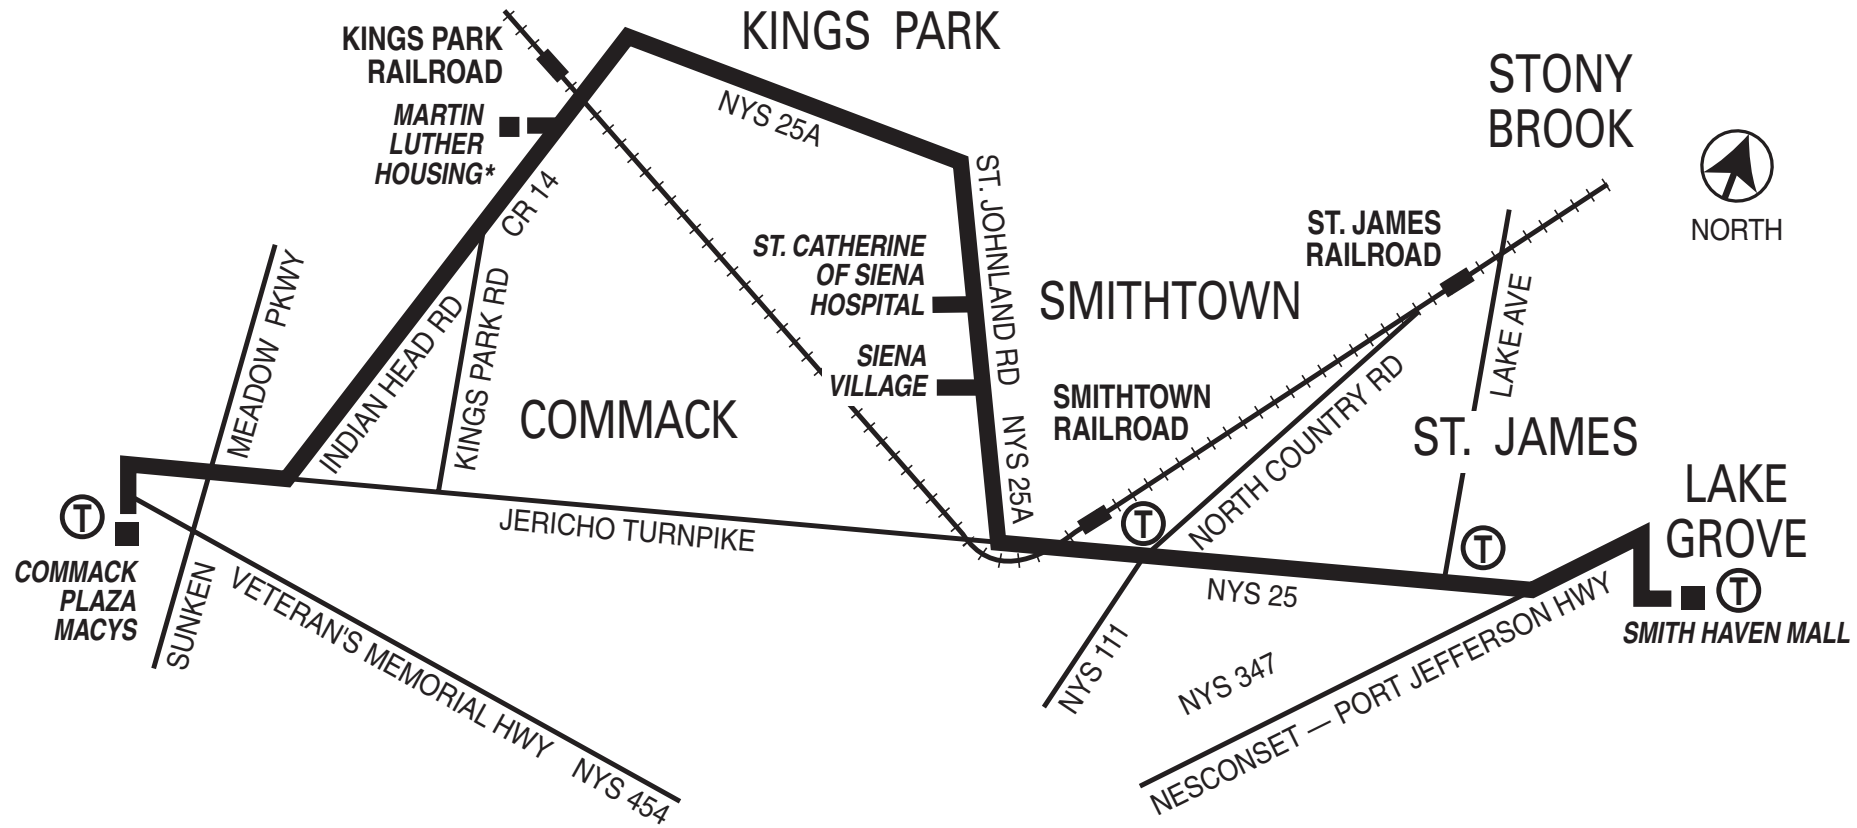 KINGS PARK
KINGS PARK
RAILROAD
MARTIN
LUTHER
HOUSING*
NYS 25A
CR 14
STONY
BROOK
NORTH
ST. JAMES
RAILROAD
LAKE AVE
ST. CATHERINE
OF SIENA
HOSPITAL
SIENA
VILLAGE
ST. JOHNLAND RD
NYS 25A
SMITHTOWN
SMITHTOWN
RAILROAD
NORTH COUNTRY RD
MEADOW PKWY
INDIAN HEAD RD
KINGS PARK RD
COMMACK
JERICHO TURNPIKE
ST. JAMES
LAKE
GROVE
T
COMMACK
PLAZA
MACYS
SUNKEN
VETERAN'S MEMORIAL HWY
NYS 454
T
NYS 25
T
T
SMITH HAVEN MALL
NYS 111
NYS 347
NESCONSET — PORT JEFFERSON HWY